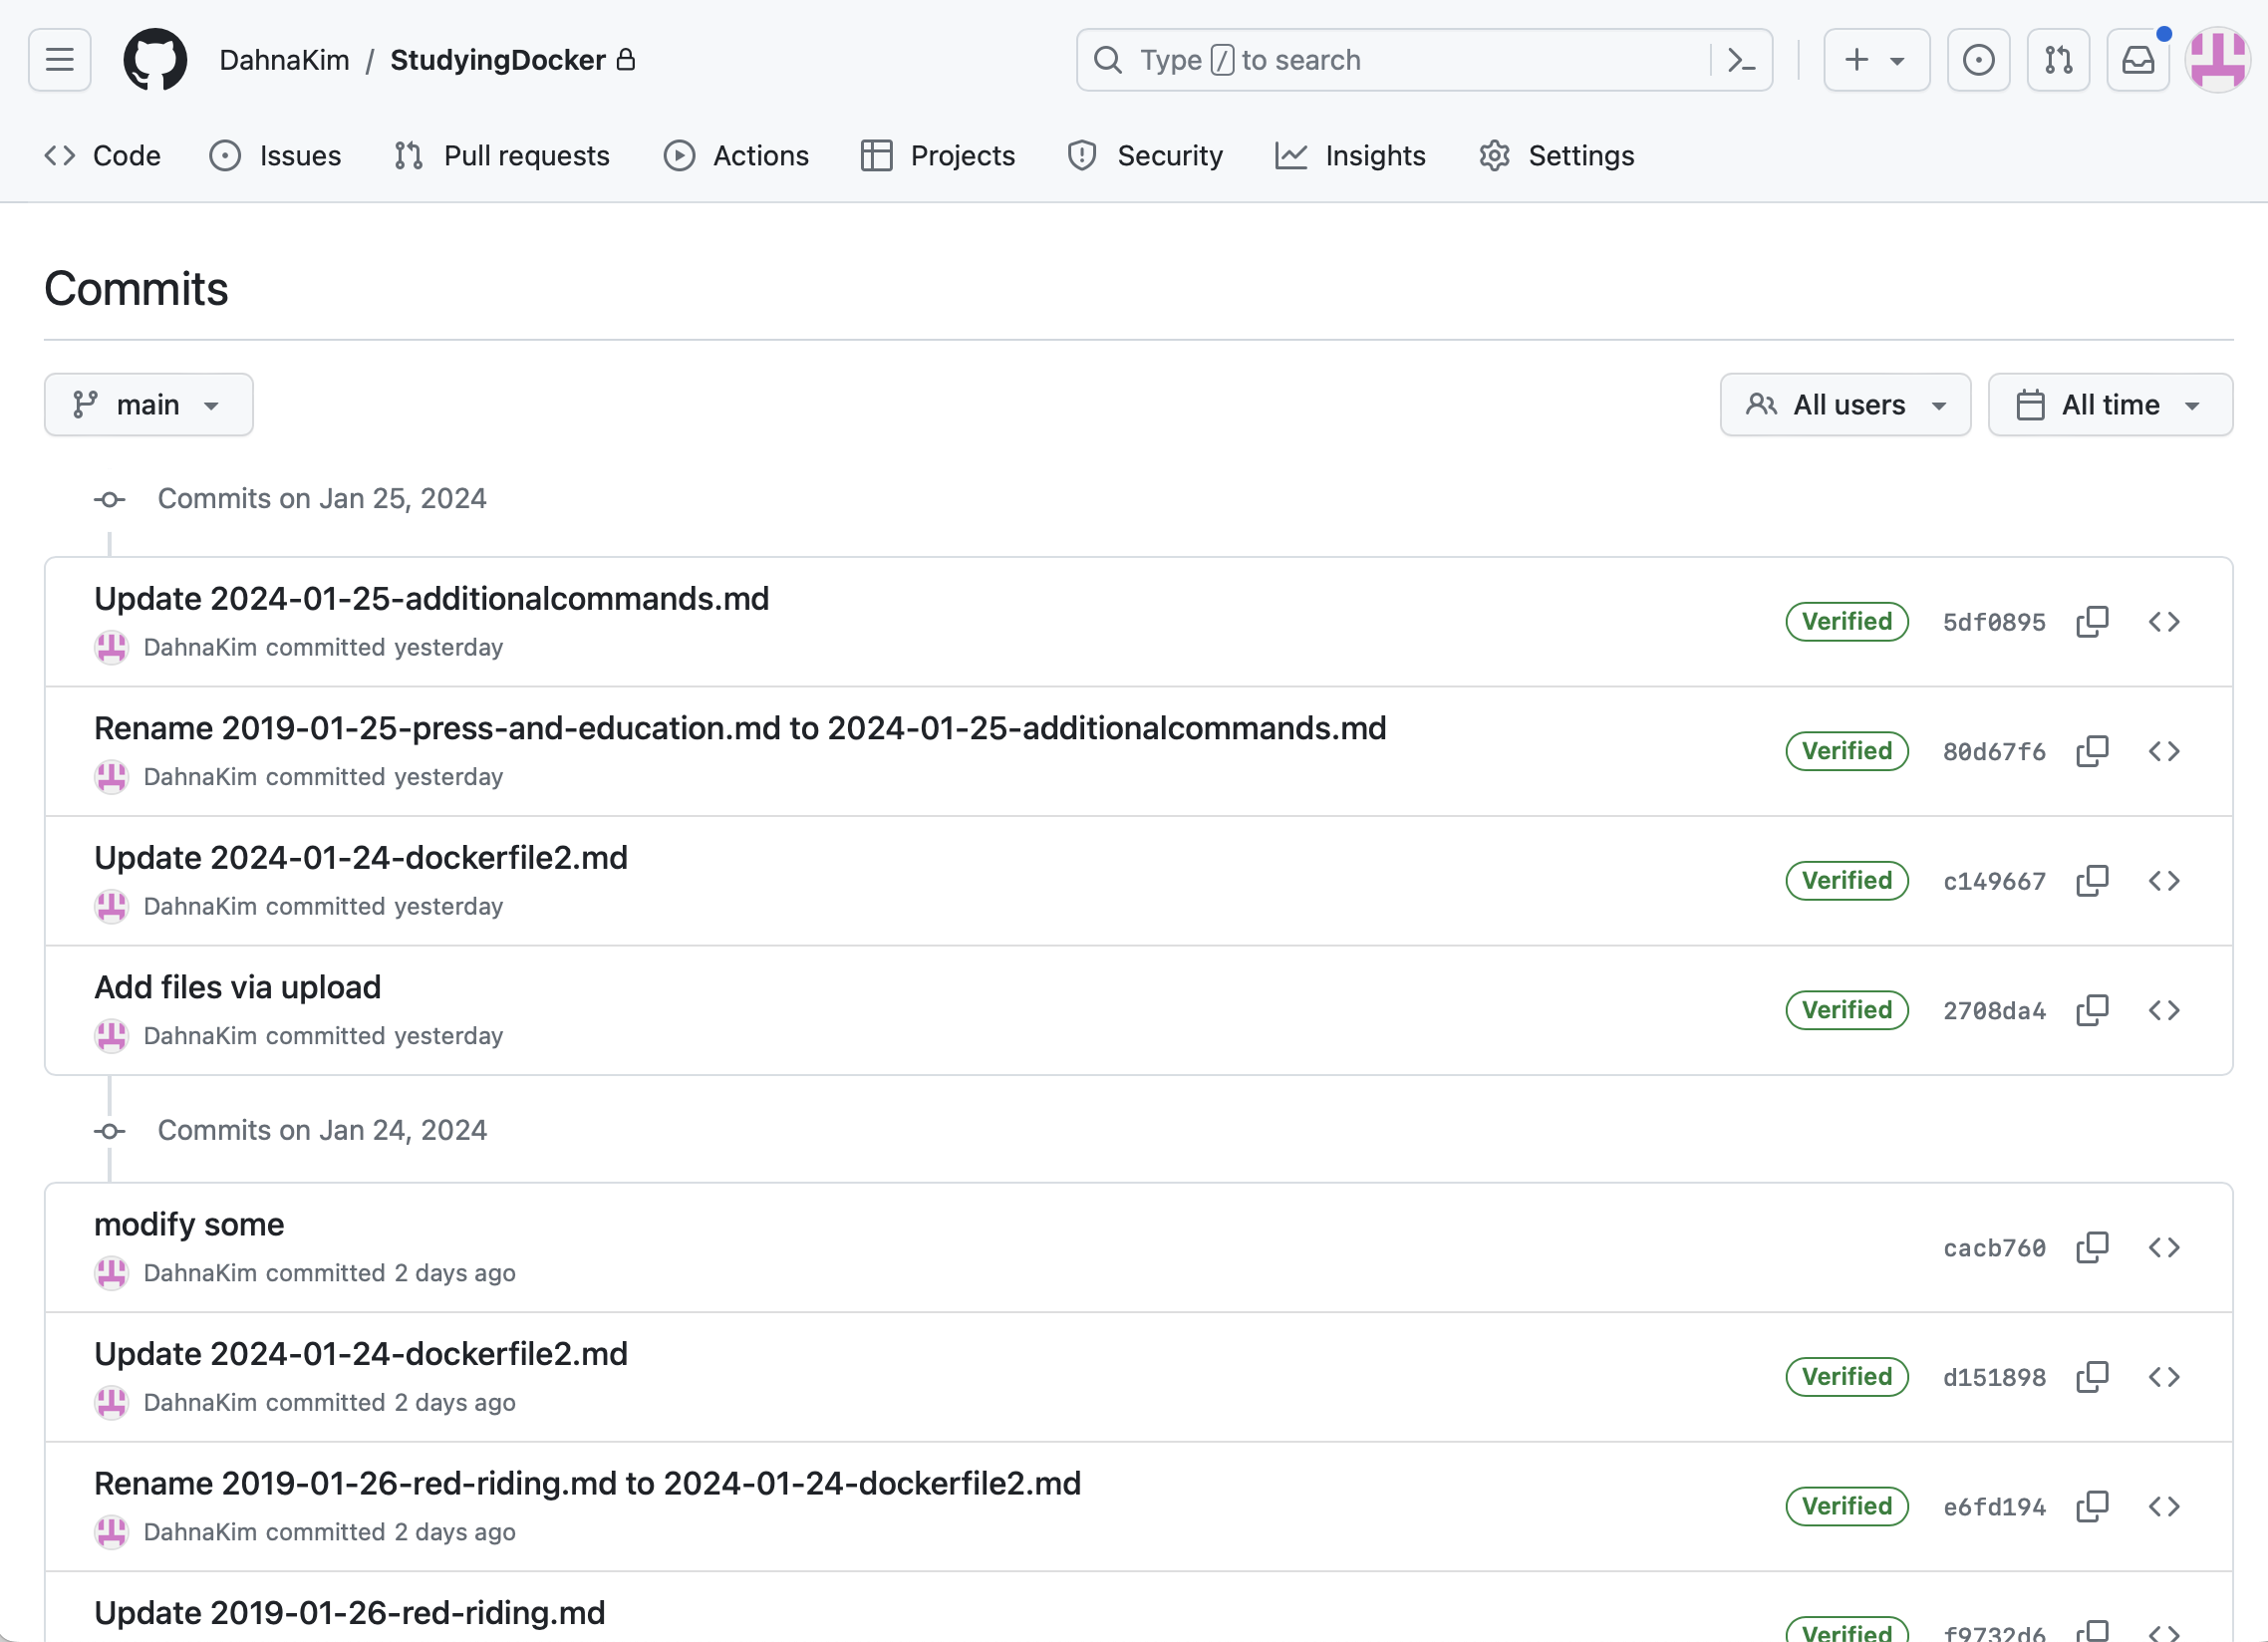 DahnaKim / StudyingDocker
Type / to search
Code Issues Pull requests Actions Projects Security Insights Settings
Commits
main All users All time
Commits on Jan 25, 2024
Update 2024-01-25-additionalcommands.md
DahnaKim committed yesterday
Verified 5df0895
Rename 2019-01-25-press-and-education.md to 2024-01-25-additionalcommands.md
DahnaKim committed yesterday
Verified 80d67f6
Update 2024-01-24-dockerfile2.md
DahnaKim committed yesterday
Verified c149667
Add files via upload
DahnaKim committed yesterday
Verified 2708da4
Commits on Jan 24, 2024
modify some
DahnaKim committed 2 days ago
cacb760
Update 2024-01-24-dockerfile2.md
DahnaKim committed 2 days ago
Verified d151898
Rename 2019-01-26-red-riding.md to 2024-01-24-dockerfile2.md
DahnaKim committed 2 days ago
Verified e6fd194
Update 2019-01-26-red-riding.md
Verified f9732d6